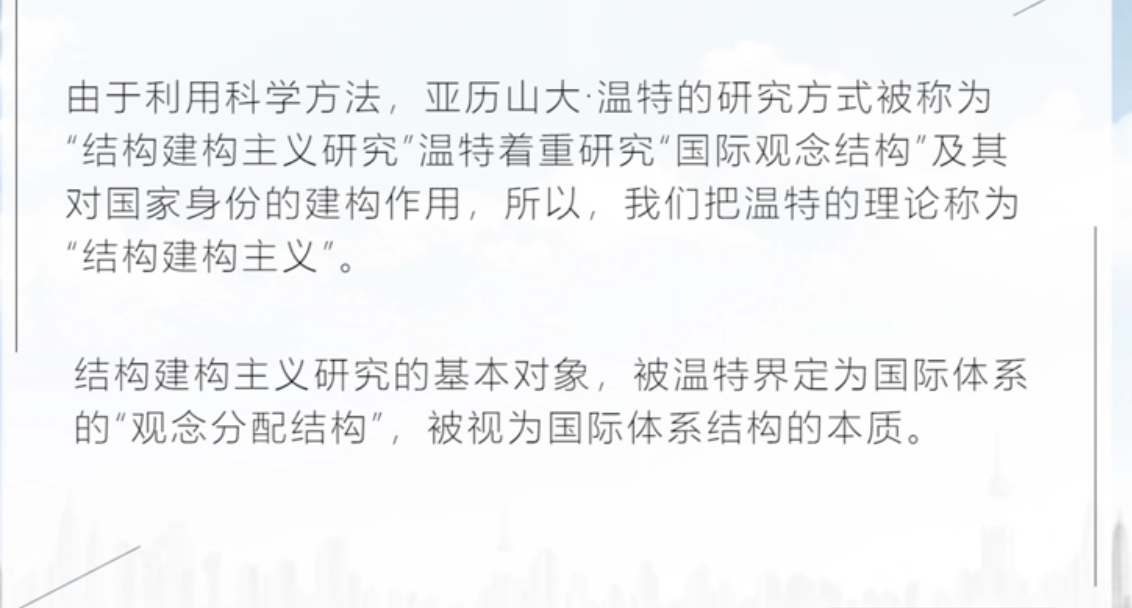 由于利用科学方法，亚历山大·温特的研究方式被称为
“结构建构主义研究”温特着重研究“国际观念结构”及其
对国家身份的建构作用，所以，我们把温特的理论称为
“结构建构主义”。
结构建构主义研究的基本对象，被温特界定为国际体系
的“观念分配结构”，被视为国际体系结构的本质。